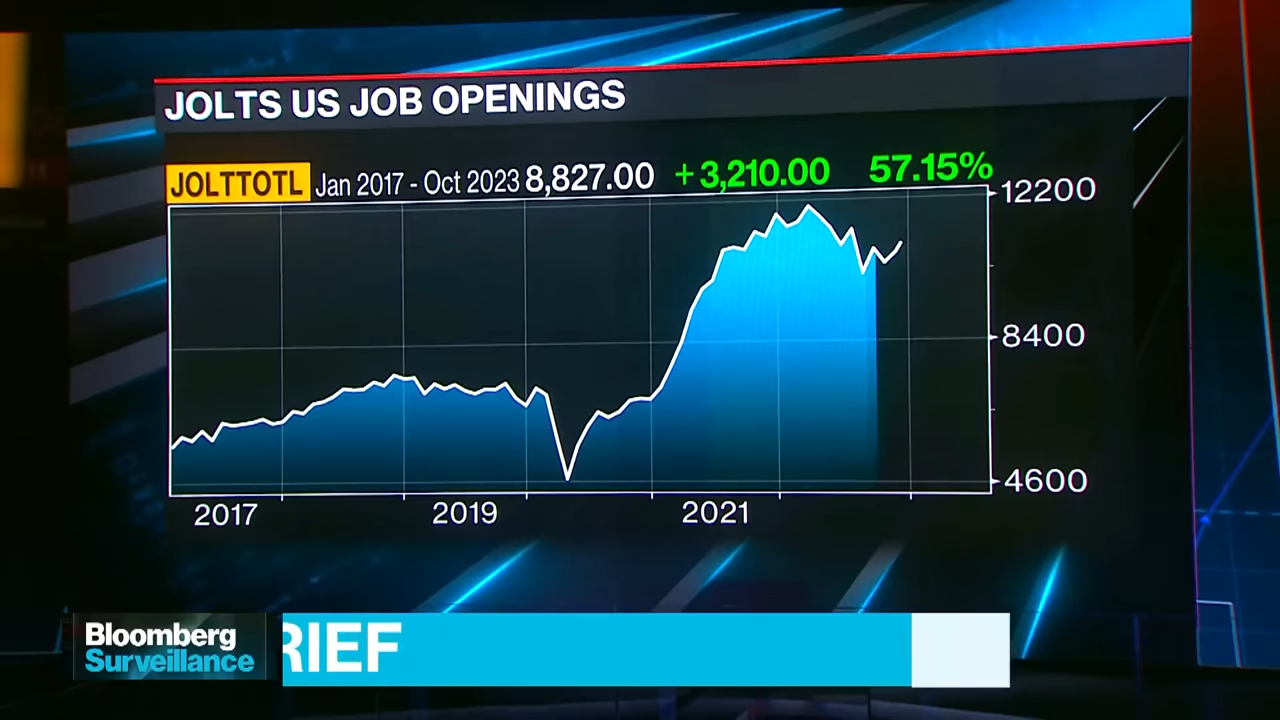 JOLTS US JOB OPENINGS
JOLTTOTL Jan 2017 - Oct 2023 8,827.00 +3,210.00 57.15%
12200
8400
4600
2017 2019 2021
Bloomberg
Surveillance
RIEF